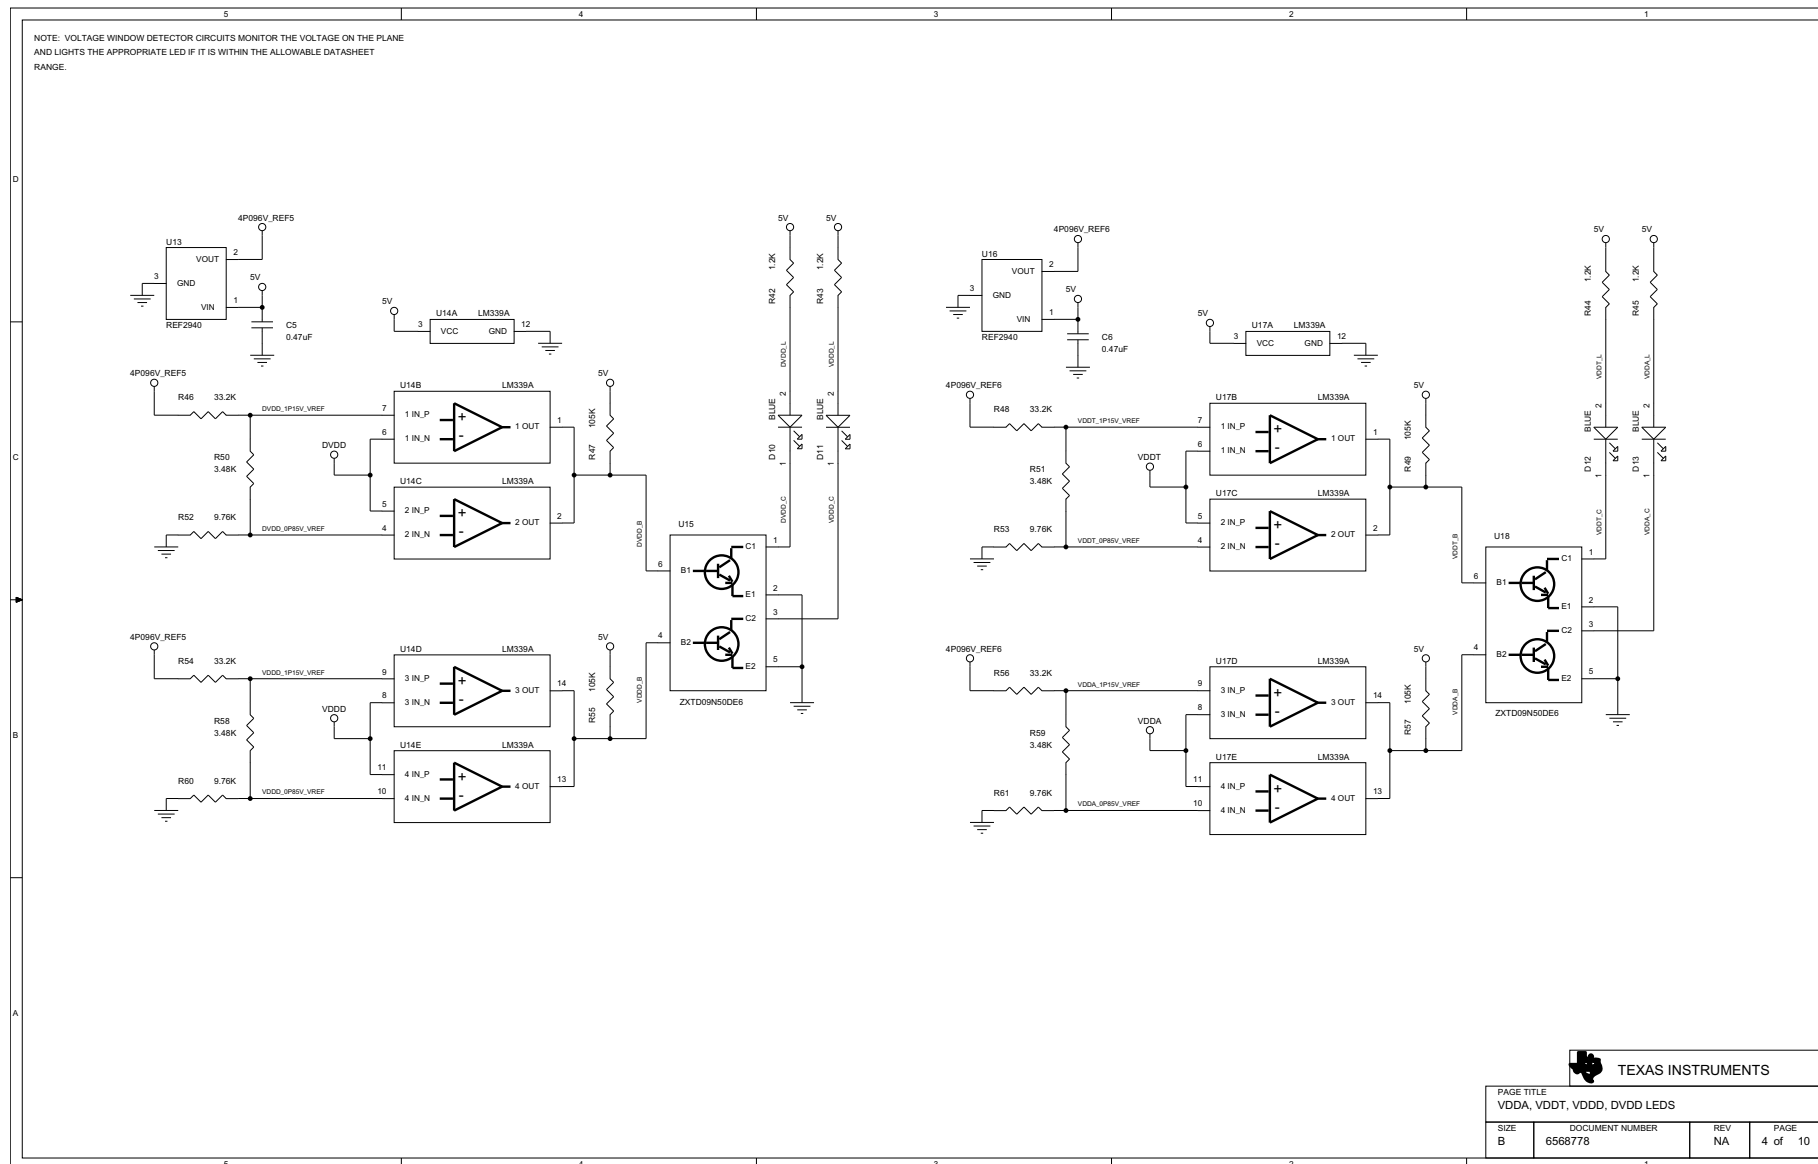 5 4 3 2 1
NOTE: VOLTAGE WINDOW DETECTOR CIRCUITS MONITOR THE VOLTAGE ON THE PLANE
AND LIGHTS THE APPROPRIATE LED IF IT IS WITHIN THE ALLOWABLE DATASHEET
RANGE.
D
C
B
A
4P096V_REF5
U13
VOUT 2
3 GND
5V
VIN 1
REF2940
C5
0.47uF
5V
U14A LM339A
3 VCC GND 12
4P096V_REF5
R46 33.2K
DVDD_1P15V_VREF
R50
3.48K
DVDD
R52 9.76K
DVDD_0P85V_VREF
U14B LM339A
7 1 IN_P + 1 OUT 1
6 1 IN_N -
U14C LM339A
5 2 IN_P + 2 OUT 2
4 2 IN_N -
5V
R47 105K
DVDD_B
4P096V_REF5
R54 33.2K
VDDD_1P15V_VREF
R58
3.48K
VDDD
R60 9.76K
VDDD_0P85V_VREF
U14D LM339A
9 3 IN_P + 3 OUT 14
8 3 IN_N -
U14E LM339A
11 4 IN_P + 4 OUT 13
10 4 IN_N -
5V
R55 105K
VDDD_B
5V 5V
R42 1.2K
R43 1.2K
DVDD_L
VDDD_L
2 2
D10 BLUE
D11 BLUE
1 1
DVDD_C
VDDD_C
U15
C1 1
6 B1
E1 2
C2 3
4 B2
E2 5
ZXTD09N50DE6
4P096V_REF6
U16
VOUT 2
3 GND
5V
VIN 1
REF2940
C6
0.47uF
5V
U17A LM339A
3 VCC GND 12
4P096V_REF6
R48 33.2K
VDDT_1P15V_VREF
R51
3.48K
VDDT
R53 9.76K
VDDT_0P85V_VREF
U17B LM339A
7 1 IN_P + 1 OUT 1
6 1 IN_N -
U17C LM339A
5 2 IN_P + 2 OUT 2
4 2 IN_N -
5V
R49 105K
VDDT_B
4P096V_REF6
R56 33.2K
VDDA_1P15V_VREF
R59
3.48K
VDDA
R61 9.76K
VDDA_0P85V_VREF
U17D LM339A
9 3 IN_P + 3 OUT 14
8 3 IN_N -
U17E LM339A
11 4 IN_P + 4 OUT 13
10 4 IN_N -
5V
R57 105K
VDDA_B
5V 5V
R44 1.2K
R45 1.2K
VDDT_L
VDDA_L
2 2
D12 BLUE
D13 BLUE
1 1
VDDT_C
VDDA_C
U18
C1 1
6 B1
E1 2
C2 3
4 B2
E2 5
ZXTD09N50DE6
TEXAS INSTRUMENTS
PAGE TITLE
VDDA, VDDT, VDDD, DVDD LEDS
SIZE DOCUMENT NUMBER REV PAGE
B 6568778 NA 4 of 10
5 4 3 2 1